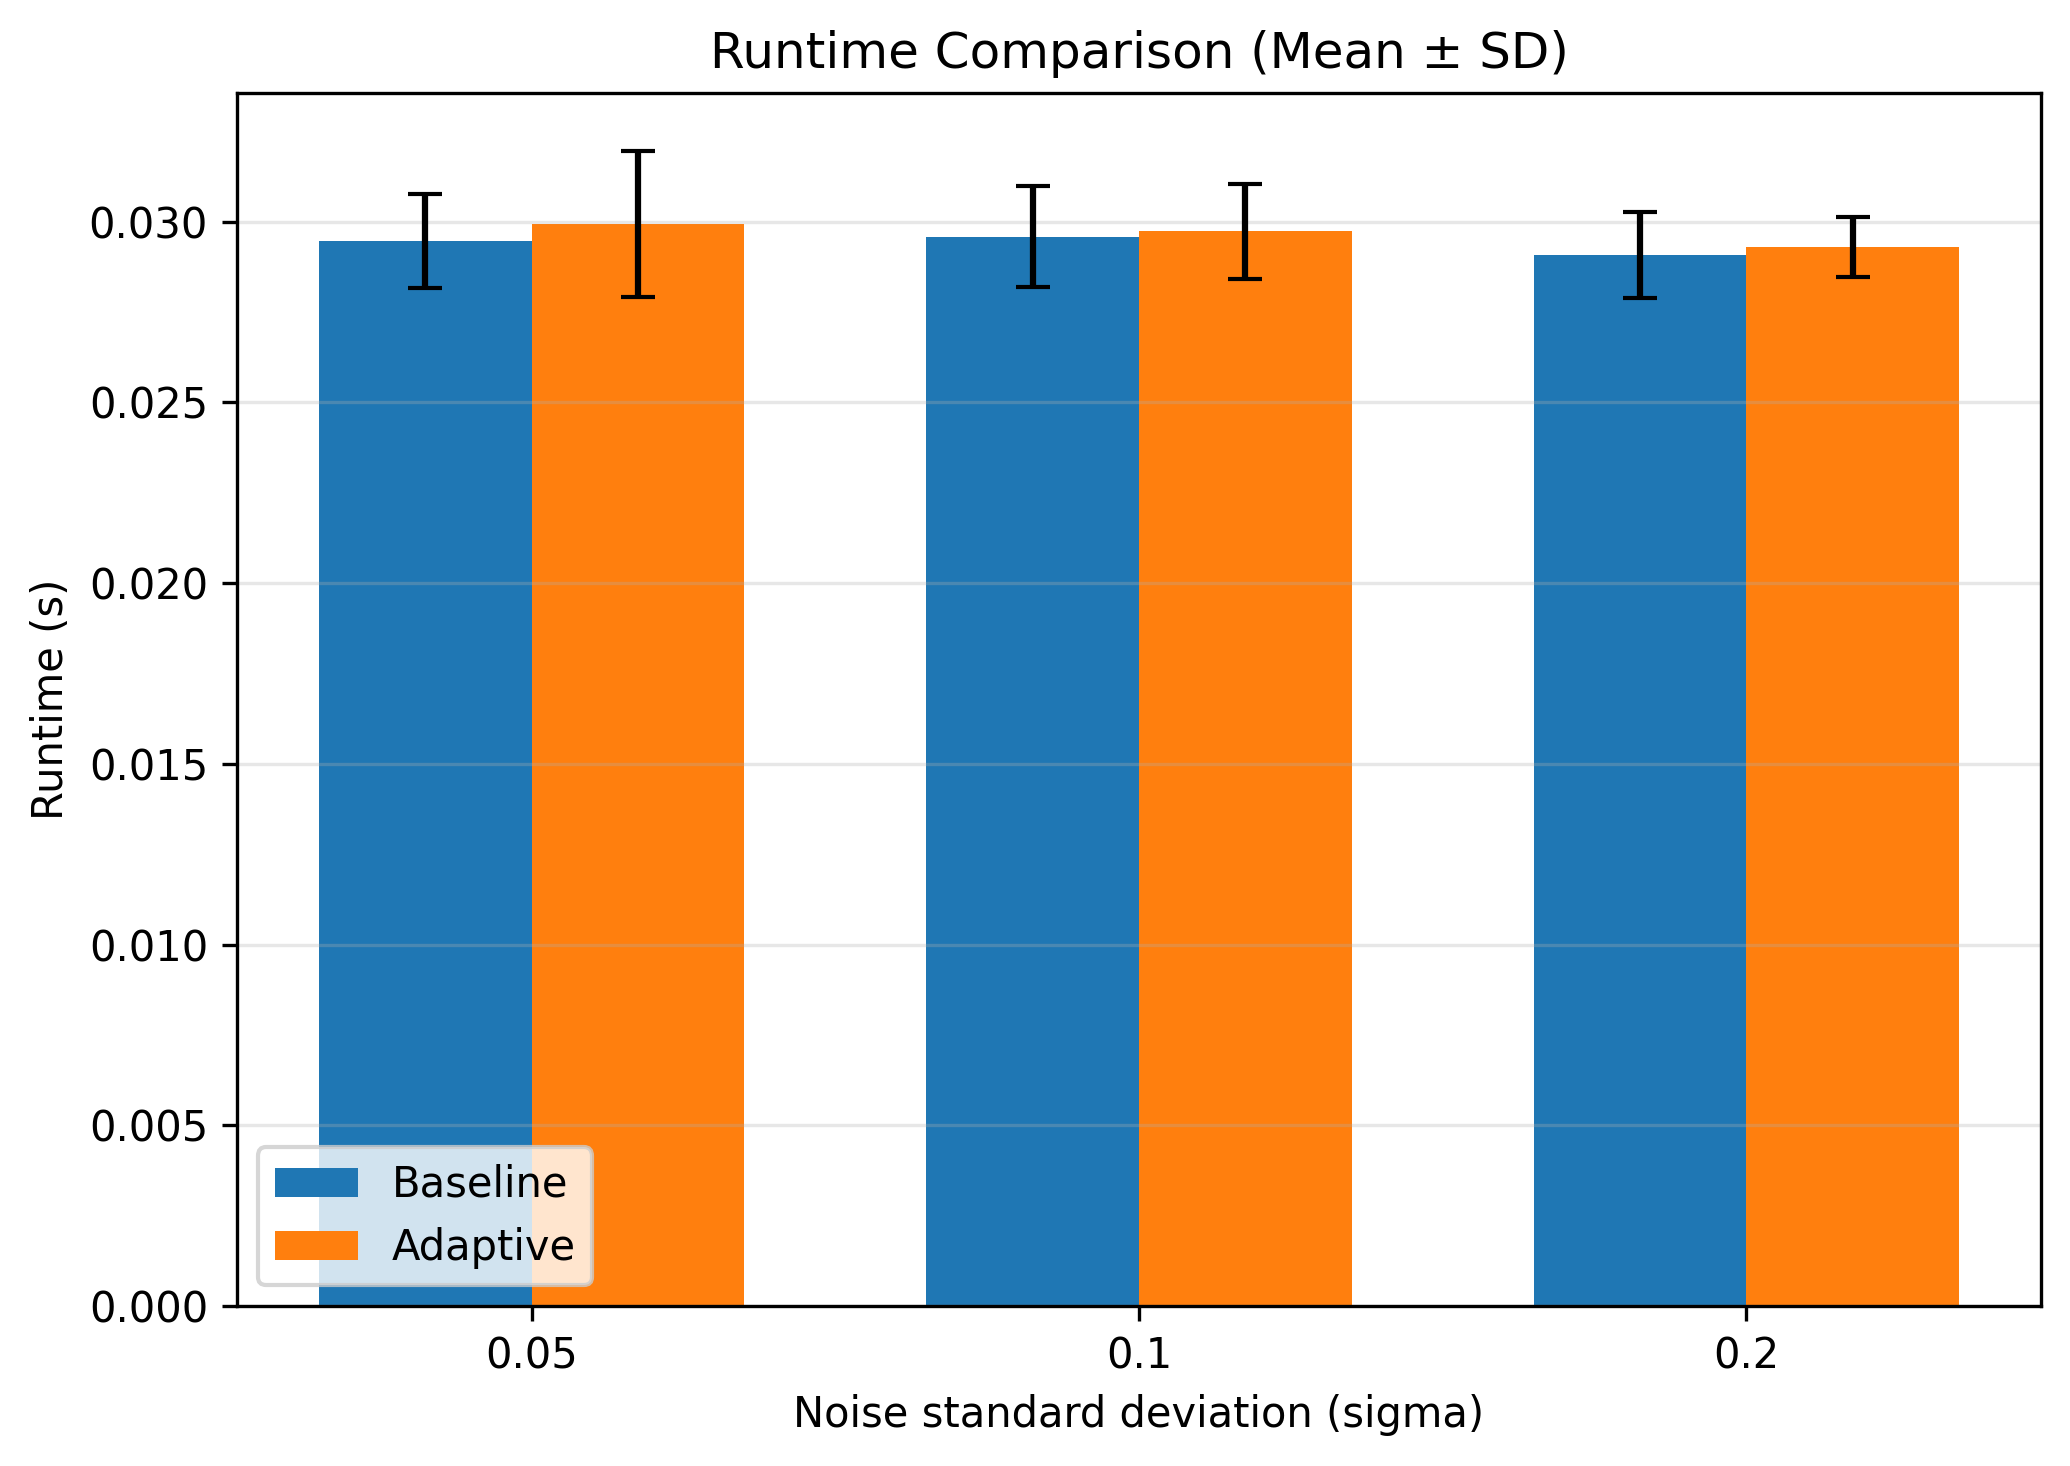 Runtime Comparison (Mean ± SD)
0.030
0.025
0.020
0.015
0.010
0.005
0.000
Runtime (s)
Baseline
Adaptive
0.05 0.1 0.2
Noise standard deviation (sigma)